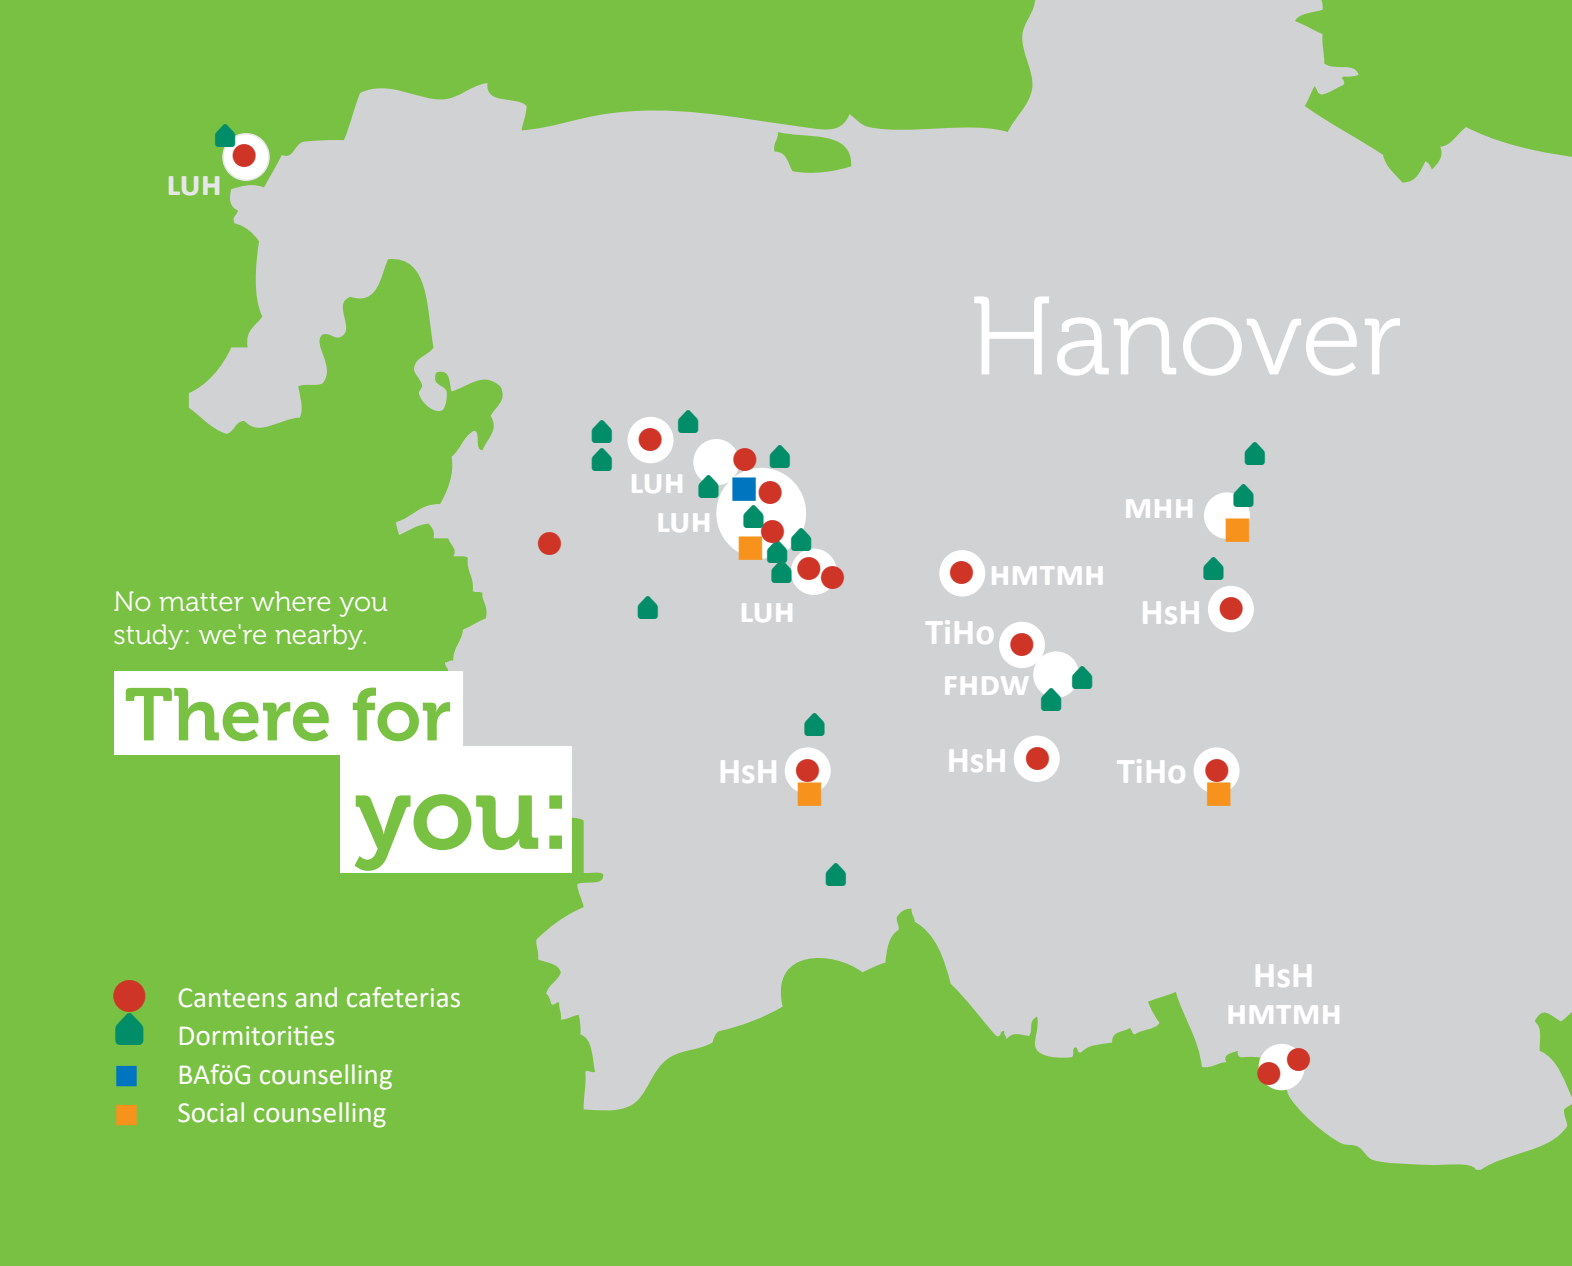 LUH
Hanover
LUH
LUH
MHH
HMTMH
No matter where you
study: we're nearby.
LUH
HsH
TiHo
FHDW
There for
you:
HsH
HsH
TiHo
HsH
HMTMH
Canteens and cafeterias
Dormitorities
BAföG counselling
Social counselling